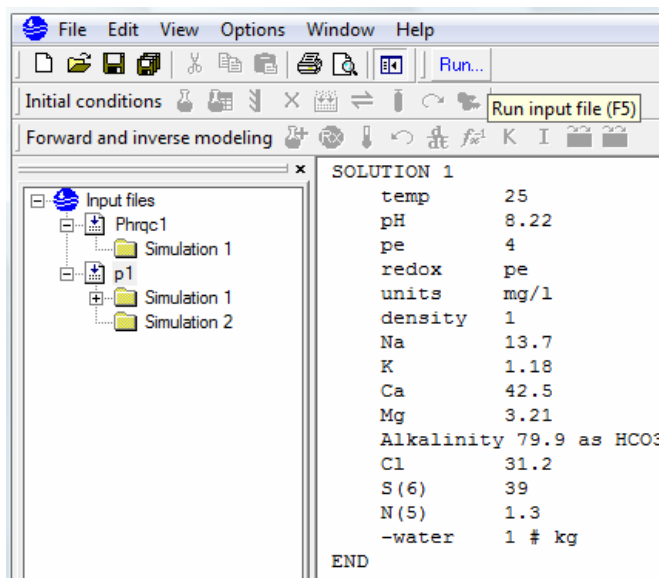 File Edit View Options Window Help
Run...
Initial conditions
Run input file (F5)
Forward and inverse modeling K I
x
Input files
Phrqc1
Simulation 1
p1
Simulation 1
Simulation 2
SOLUTION 1
temp 25
pH 8.22
pe 4
redox pe
units mg/l
density 1
Na 13.7
K 1.18
Ca 42.5
Mg 3.21
Alkalinity 79.9 as HCO3
Cl 31.2
S(6) 39
N(5) 1.3
-water 1 # kg
END